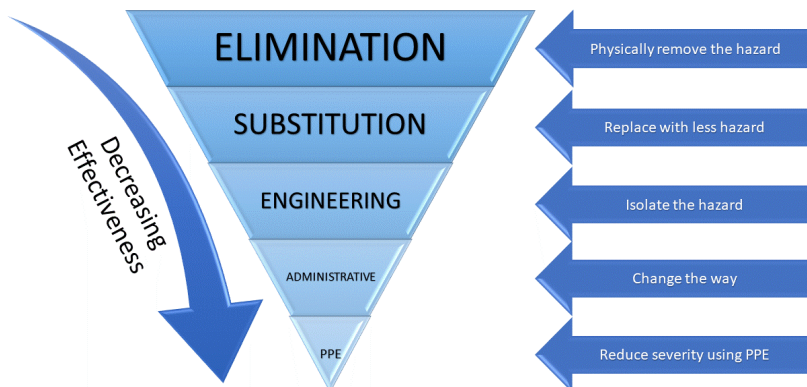 ELIMINATION
Physically remove the hazard
SUBSTITUTION
Replace with less hazard
ENGINEERING
Isolate the hazard
ADMINISTRATIVE
Change the way
PPE
Reduce severity using PPE
Decreasing
Effectiveness